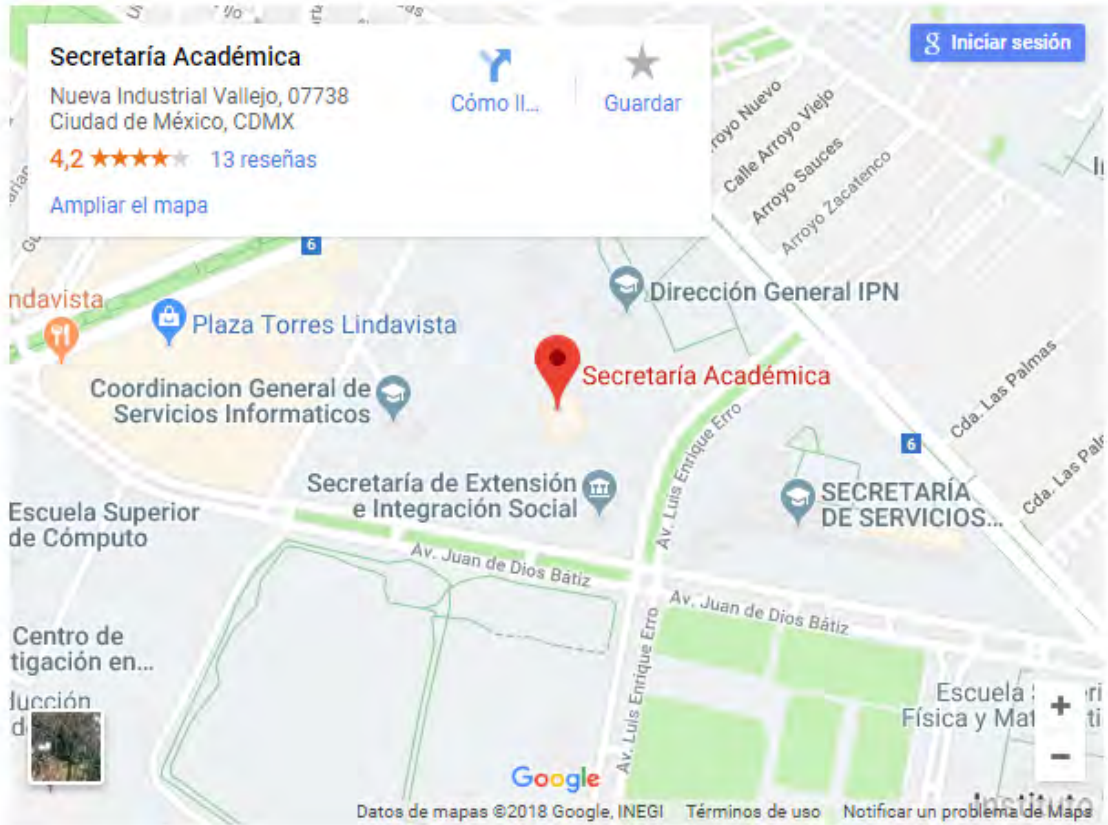 Secretaría Académica
Nueva Industrial Vallejo, 07738
Ciudad de México, CDMX
4,2
13 reseñas
Ampliar el mapa
Cómo ll...
Guardar
Iniciar sesión
royo Nuevo
Calle Arroyo Viejo
Arroyo Sauces
Arroyo Zacatenco
6
ndavista
Plaza Torres Lindavista
Dirección General IPN
Coordinacion General de
Servicios Informaticos
Secretaría Académica
Cda. Las Palmas
6
Cda. Las Pal
Av. Luis Enrique Erro
Secretaría de Extensión
e Integración Social
SECRETARÍA
DE SERVICIOS...
Escuela Superior
de Cómputo
Av. Juan de Dios Bátiz
Av. Juan de Dios Bátiz
Centro de
tigación en...
ducción
Av. Luis Enrique Erro
Escuela
Física y Mat
Google
Datos de mapas ©2018 Google, INEGI
Términos de uso
Notificar un problema de Maps
Instituto